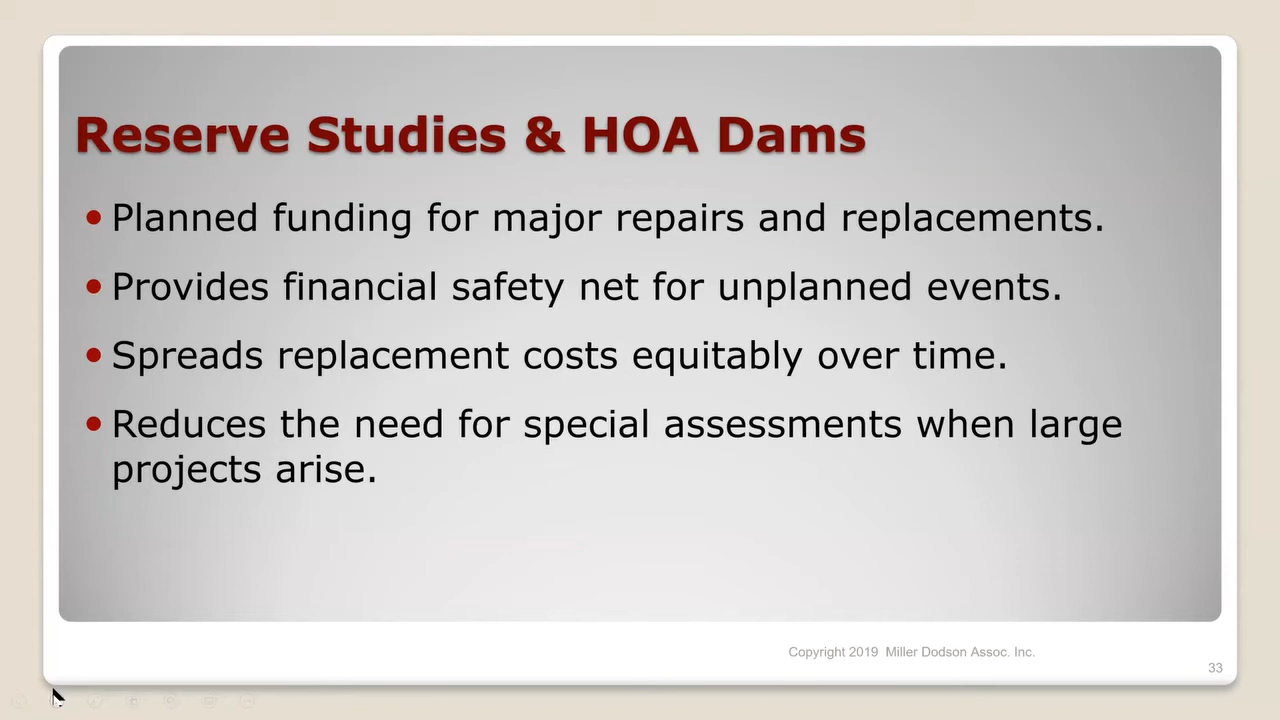 Reserve Studies & HOA Dams
• Planned funding for major repairs and replacements.
• Provides financial safety net for unplanned events.
• Spreads replacement costs equitably over time.
• Reduces the need for special assessments when large
projects arise.
Copyright 2019 Miller Dodson Assoc. Inc.
33